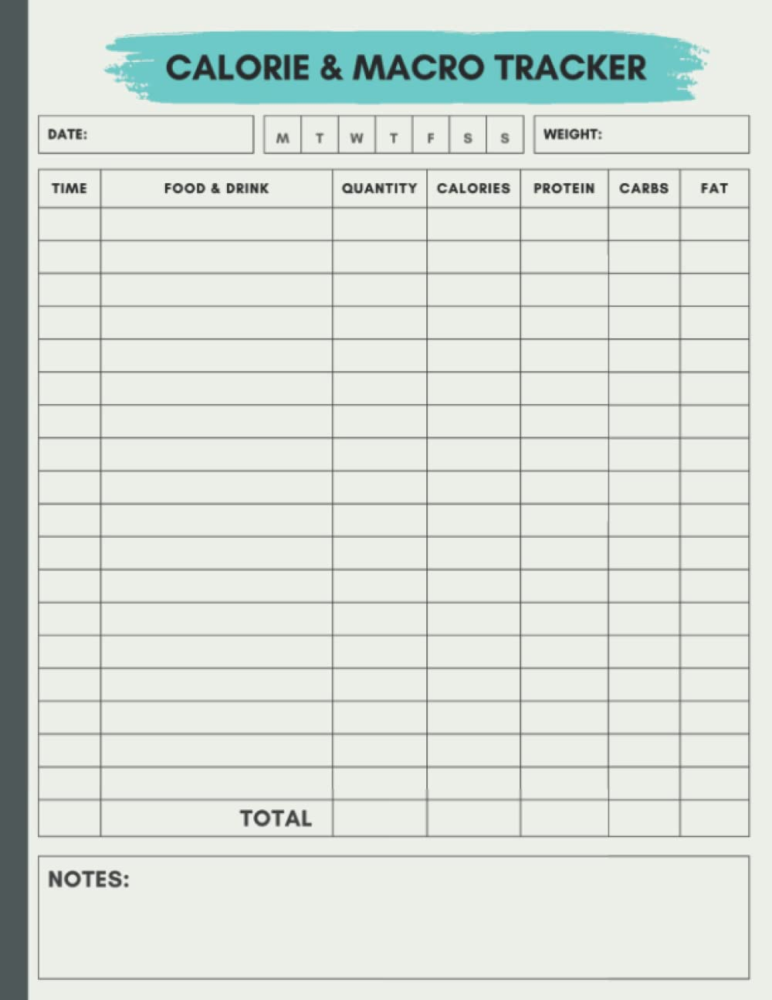 CALORIE & MACRO TRACKER
DATE: M T W T F S S WEIGHT:
TIME FOOD & DRINK QUANTITY CALORIES PROTEIN CARBS FAT
TOTAL
NOTES: